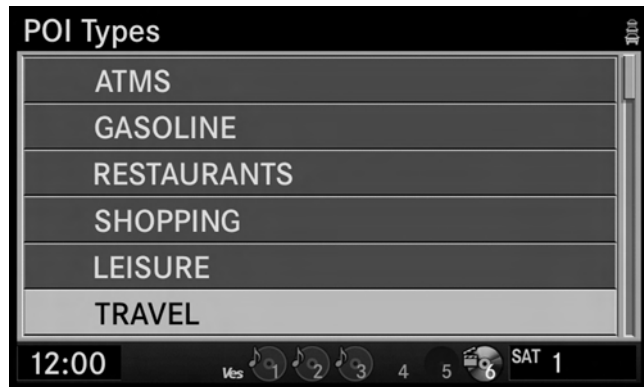 POI Types
ATMS
GASOLINE
RESTAURANTS
SHOPPING
LEISURE
TRAVEL
12:00 Ves 1 2 3 4 5 6 SAT 1